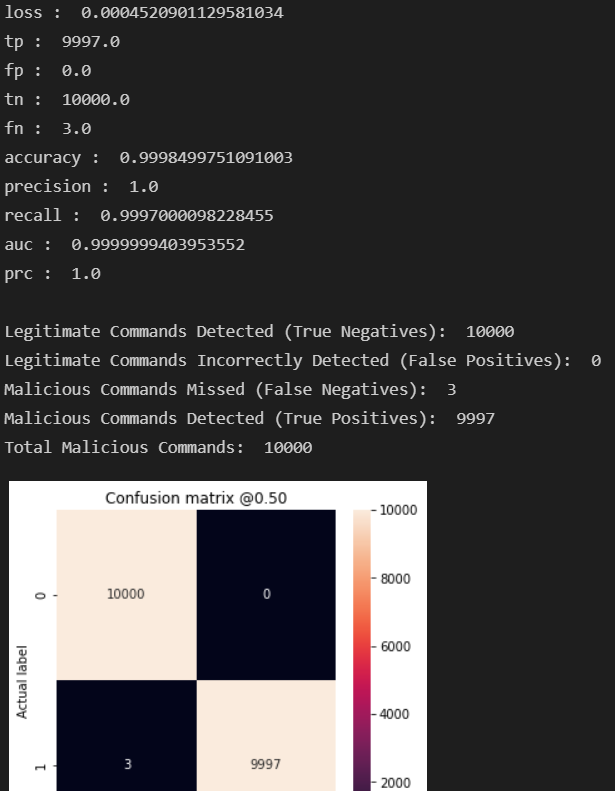 loss :  0.0004520901129581034
tp :  9997.0
fp :  0.0
tn :  10000.0
fn :  3.0
accuracy :  0.9998499751091003
precision :  1.0
recall :  0.9997000098228455
auc :  0.9999999403953552
prc :  1.0
Legitimate Commands Detected (True Negatives):  10000
Legitimate Commands Incorrectly Detected (False Positives):  0
Malicious Commands Missed (False Negatives):  3
Malicious Commands Detected (True Positives):  9997
Total Malicious Commands:  10000
Confusion matrix @0.50
10000
8000
6000
4000
2000
Actual label
0
10000
0
1
3
9997